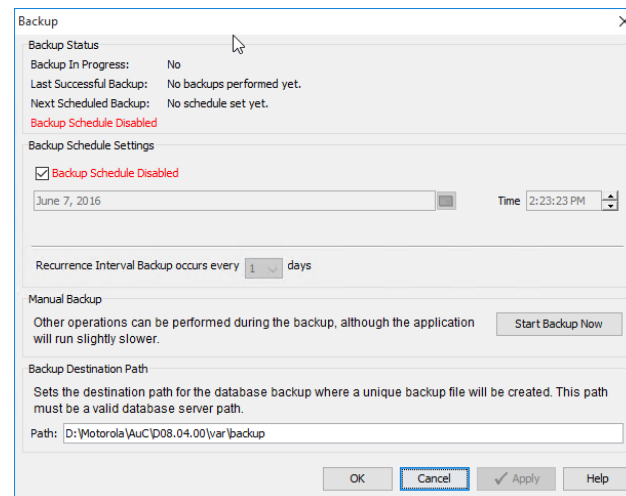 Backup
Backup Status
Backup In Progress: No
Last Successful Backup: No backups performed yet.
Next Scheduled Backup: No schedule set yet.
Backup Schedule Disabled
Backup Schedule Settings
Backup Schedule Disabled
June 7, 2016 Time 2:23:23 PM
Recurrence Interval Backup occurs every 1 days
Manual Backup
Other operations can be performed during the backup, although the application
will run slightly slower.
Start Backup Now
Backup Destination Path
Sets the destination path for the database backup where a unique backup file will be created. This path
must be a valid database server path.
Path: D:\Motorola\AuC\D08.04.00\var\backup
OK Cancel Apply Help